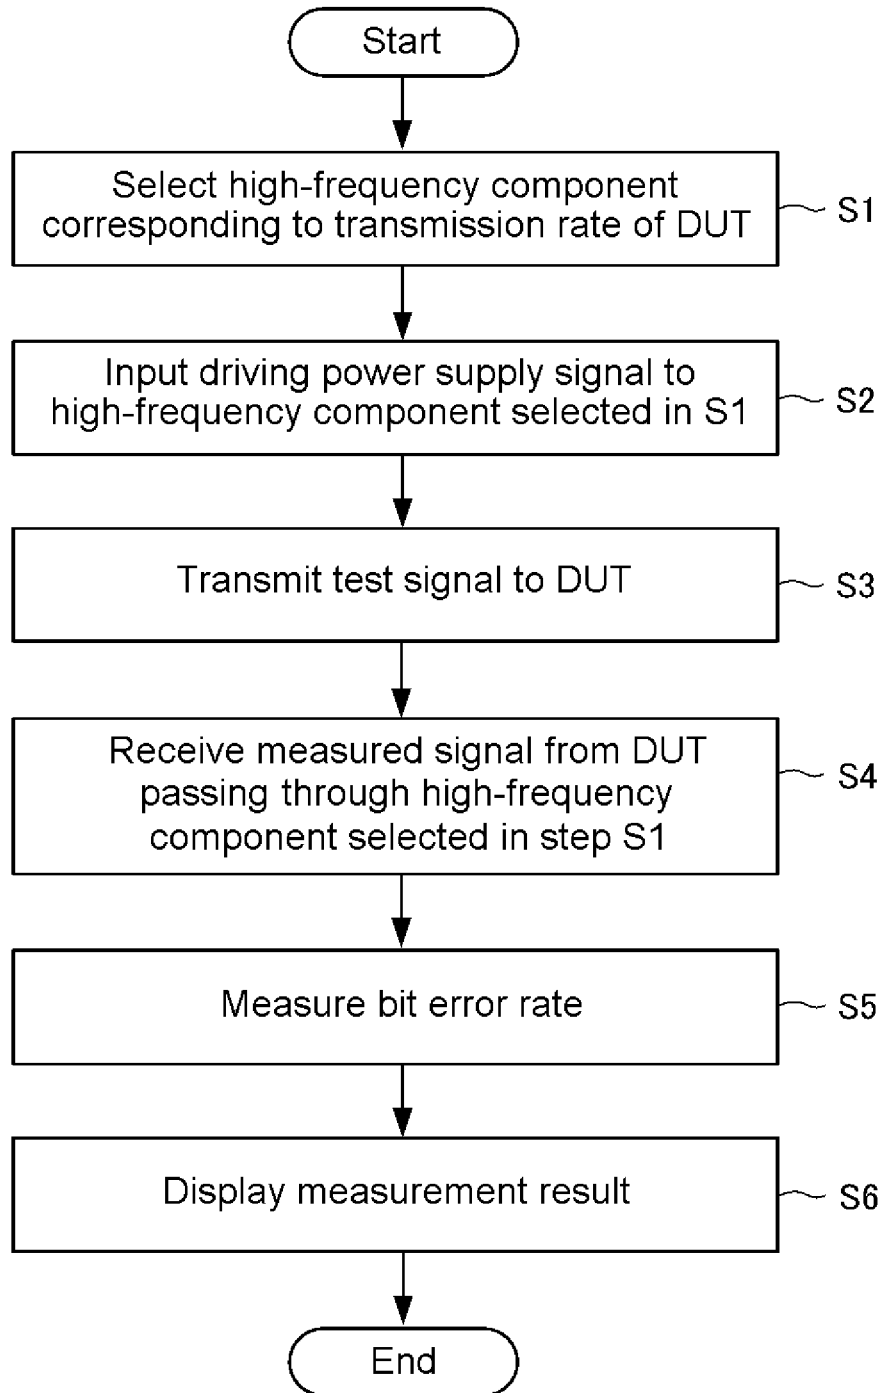 Start
Select high-frequency component
corresponding to transmission rate of DUT
S1
Input driving power supply signal to
high-frequency component selected in S1
S2
Transmit test signal to DUT
S3
Receive measured signal from DUT
passing through high-frequency
component selected in step S1
S4
Measure bit error rate
S5
Display measurement result
S6
End